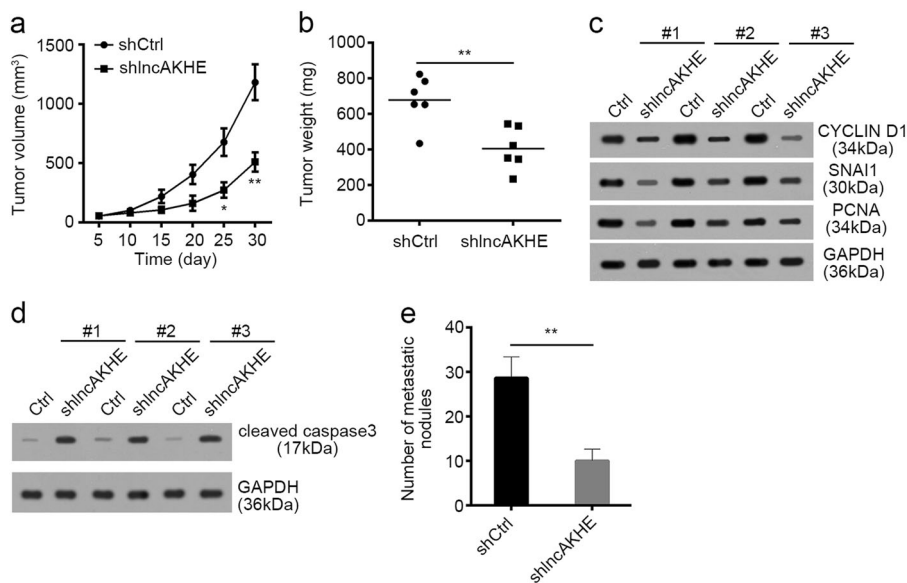 a
shCtrl
shlncAKHE
Tumor volume (mm³)
1500
1000
500
0
5 10 15 20 25 30
Time (day)
*
**
b
Tumor weight (mg)
1000
800
600
400
200
0
**
shCtrl shlncAKHE
c
#1 #2 #3
Ctrl shlncAKHE Ctrl shlncAKHE Ctrl shlncAKHE
CYCLIN D1
(34kDa)
SNAI1
(30kDa)
PCNA
(34kDa)
GAPDH
(36kDa)
d
#1 #2 #3
Ctrl shlncAKHE Ctrl shlncAKHE Ctrl shlncAKHE
cleaved caspase3
(17kDa)
GAPDH
(36kDa)
e
Number of metastatic
nodules
40
30
20
10
0
**
shCtrl shlncAKHE